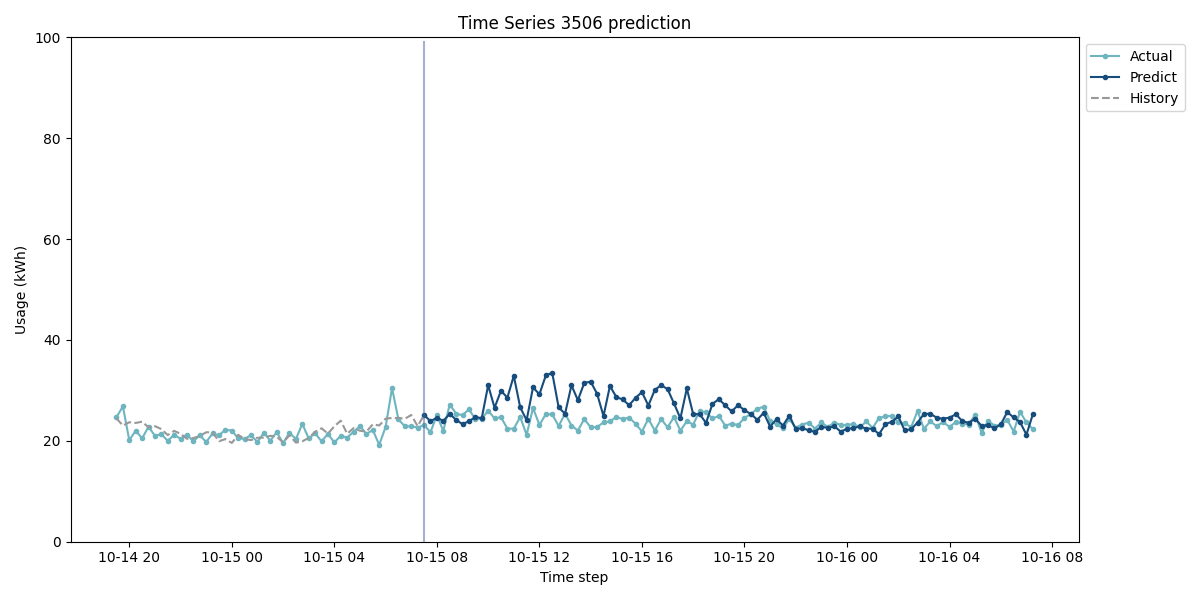 Time Series 3506 prediction
100
80
60
40
20
0
Usage (kWh)
10-14 20
10-15 00
10-15 04
10-15 08
10-15 12
10-15 16
10-15 20
10-16 00
10-16 04
10-16 08
Time step
Actual
Predict
History